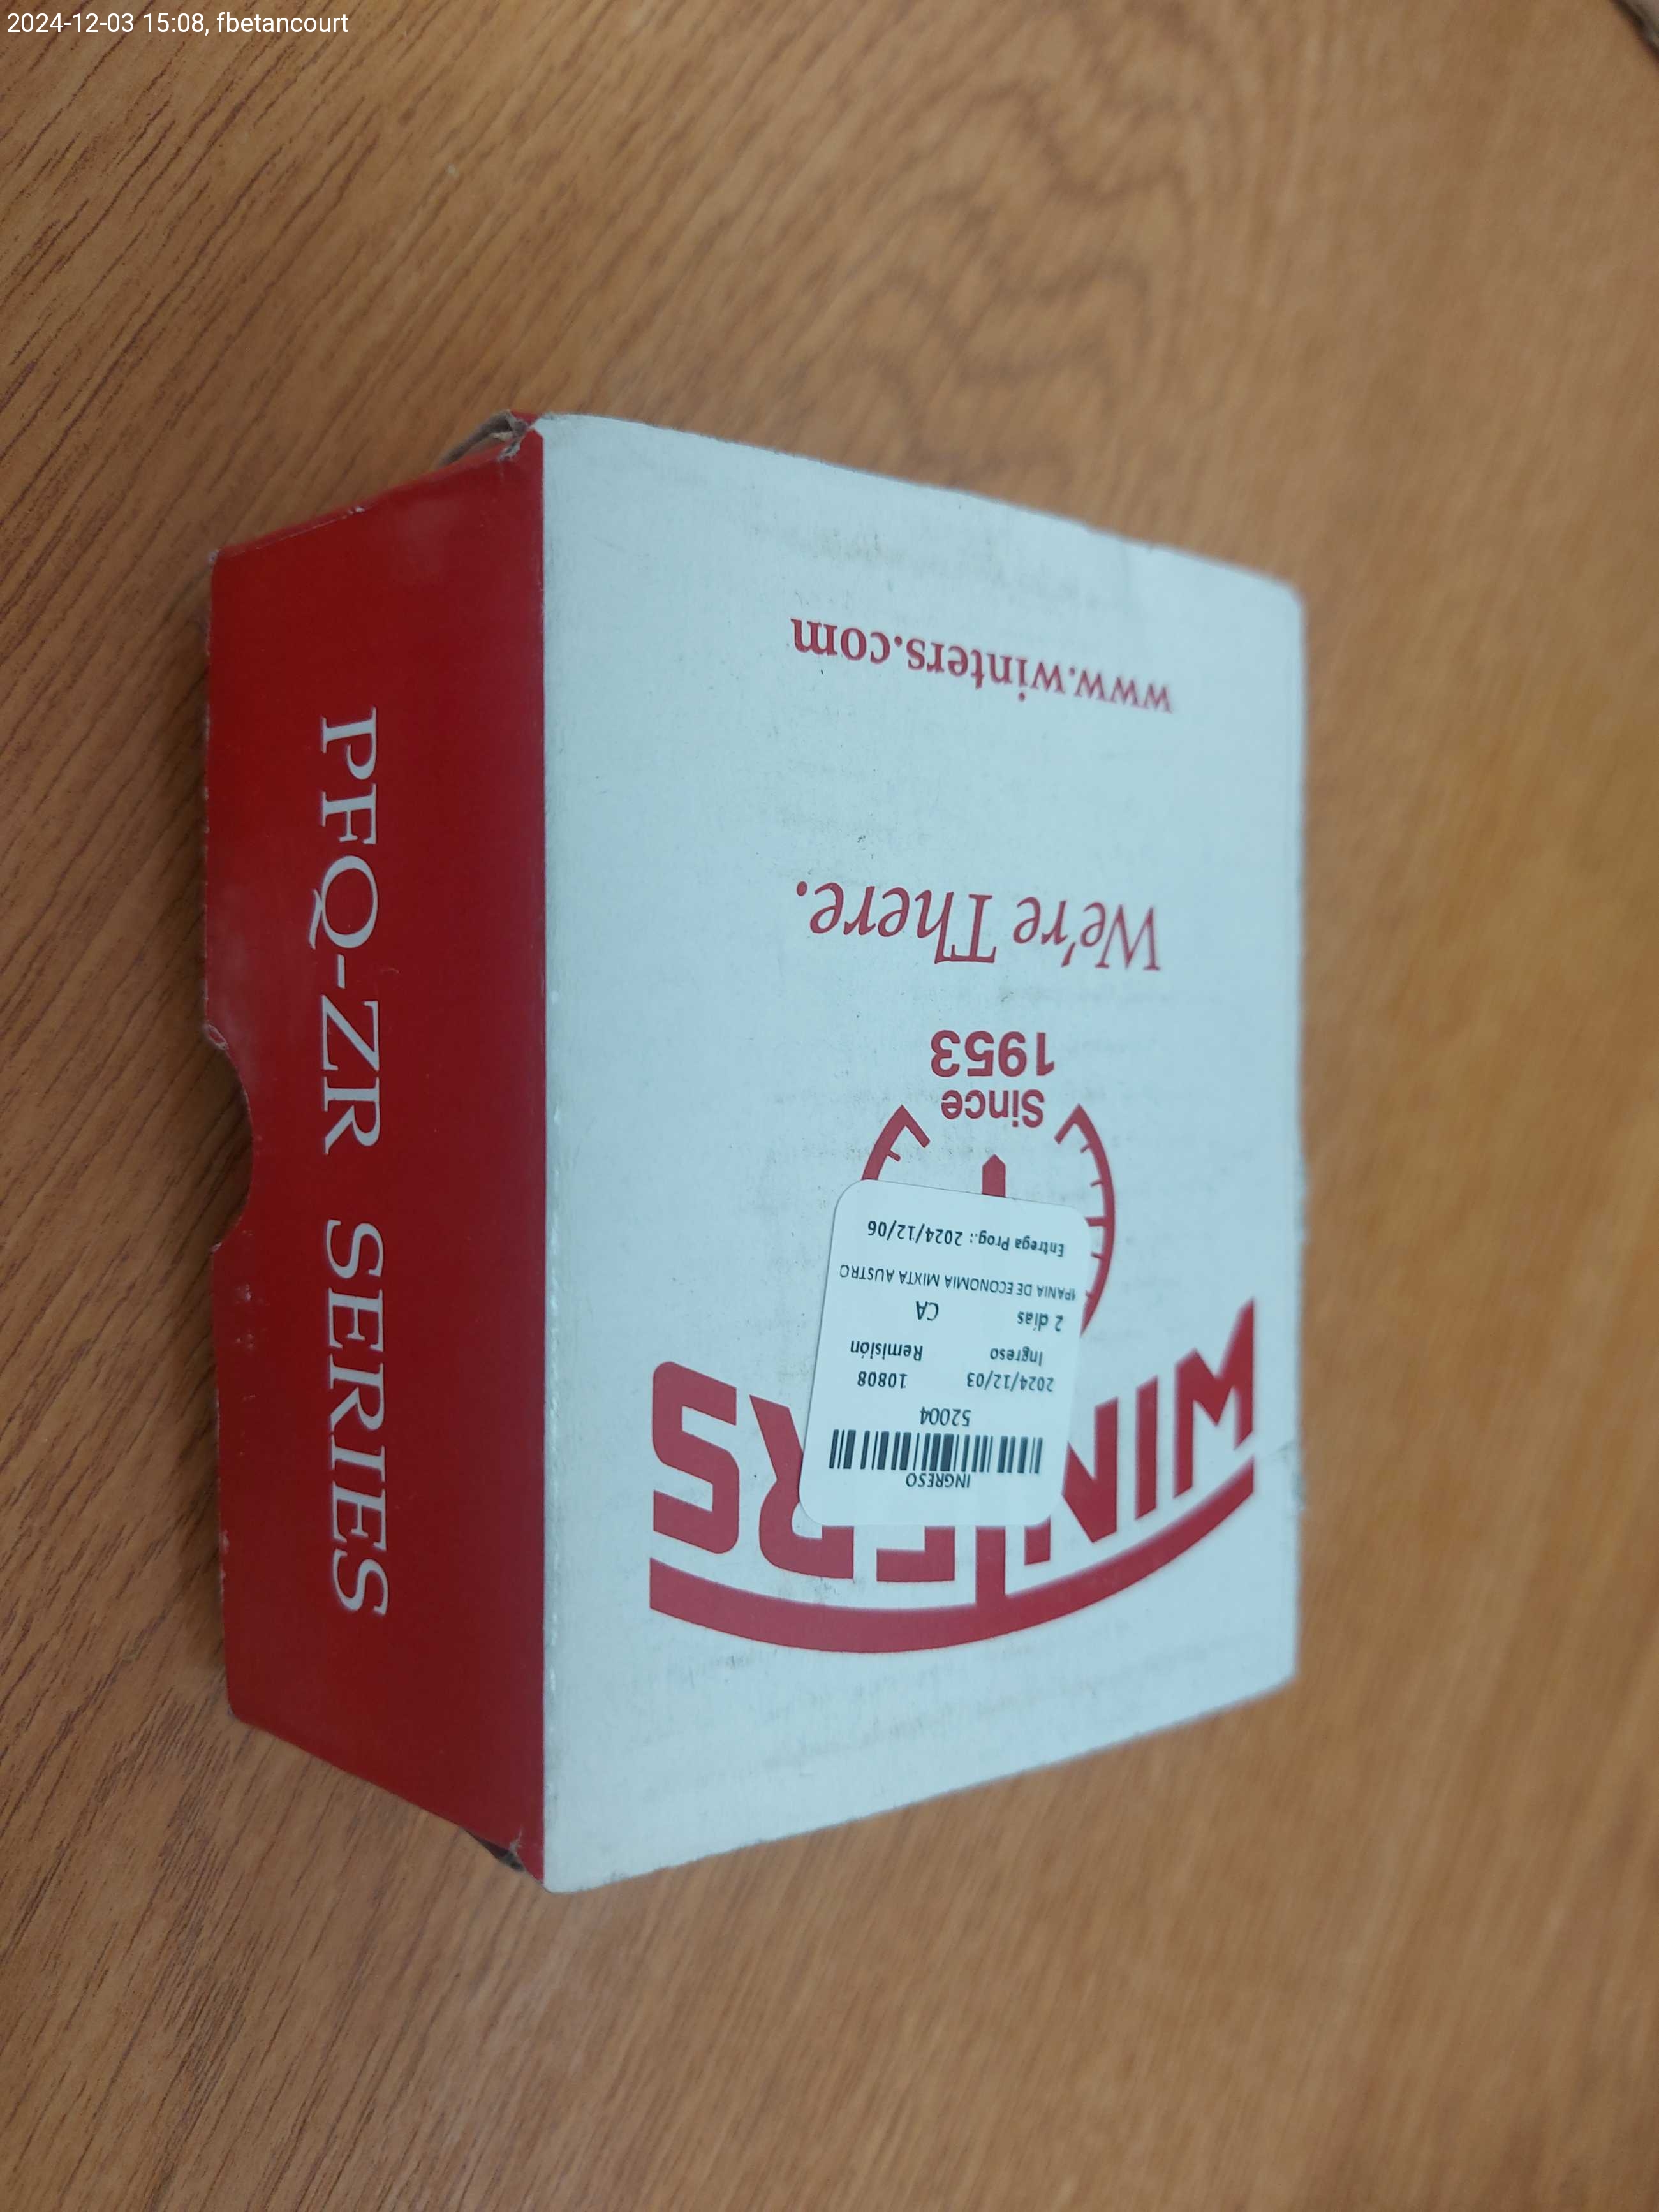 2024-12-03 15:08, fbetancourt
PFQ-ZR SERIES
WINTERS
Since
1953
We're There.
www.winters.com
INGRESO
52004
2024/12/03 10808
Ingreso Remisión
2 dias CA
PANIA DE ECONOMIA MIXTA AUSTRO
Entrega Prog.: 2024/12/06